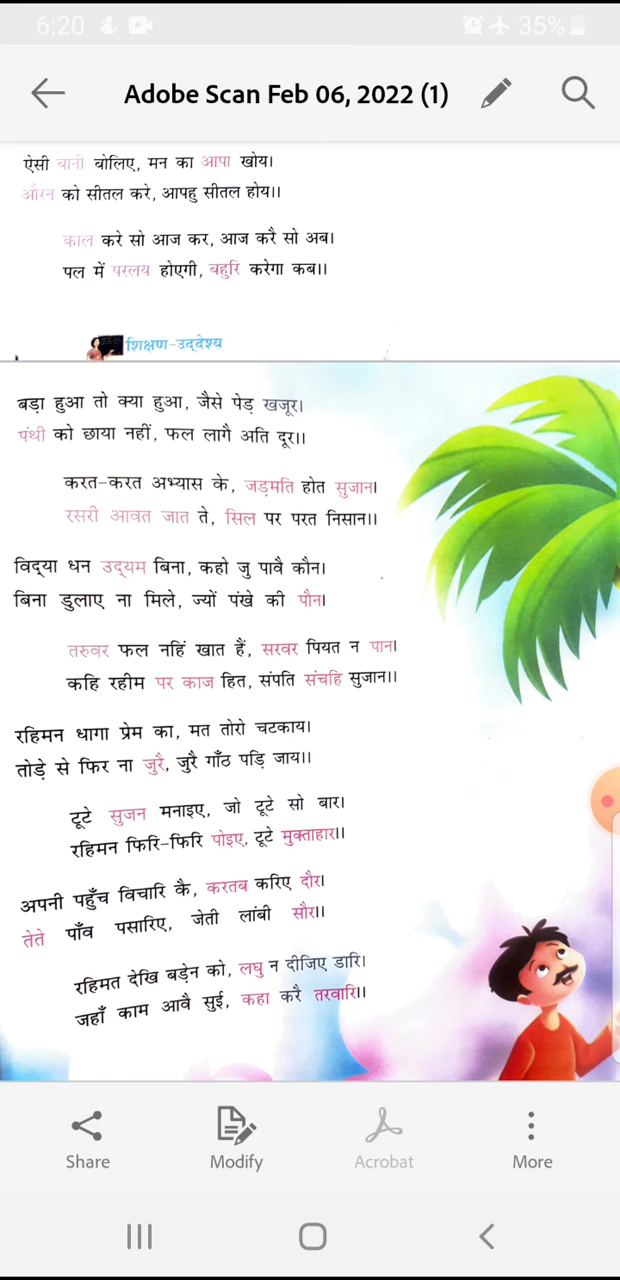 6:20
35%
Adobe Scan Feb 06, 2022 (1)
ऐसी बानी बोलिए, मन का आपा खोय।
औरन को सीतल करे, आपहु सीतल होय।।
काल करे सो आज कर, आज करै सो अब।
पल में परलय होएगी, बहुरि करेगा कब।।
शिक्षण-उद्देश्य
बड़ा हुआ तो क्या हुआ, जैसे पेड़ खजूर।
पंथी को छाया नहीं, फल लागै अति दूर।।
करत-करत अभ्यास के, जड़मति होत सुजान।
रसरी आवत जात ते, सिल पर परत निसान।।
विद्या धन उद्यम बिना, कहो जु पावै कौन।
बिना डुलाए ना मिले, ज्यों पंखे की पौन।
तरुवर फल नहिं खात हैं, सरवर पियत न पान।
कहि रहीम पर काज हित, संपति संचहि सुजान।।
रहिमन धागा प्रेम का, मत तोरो चटकाय।
तोड़े से फिर ना जुरै, जुरै गाँठ पड़ि जाय।।
टूटे सुजन मनाइए, जो टूटे सो बार।
रहिमन फिरि-फिरि पोइए, टूटे मुक्ताहार।।
अपनी पहुँच विचारि कै, करतब करिए दौर।
तेते पाँव पसारिए, जेती लांबी सौर।।
रहिमत देखि बड़ेन को, लघु न दीजिए डारि।
जहाँ काम आवै सुई, कहा करै तरवारि।।
Share
Modify
Acrobat
More